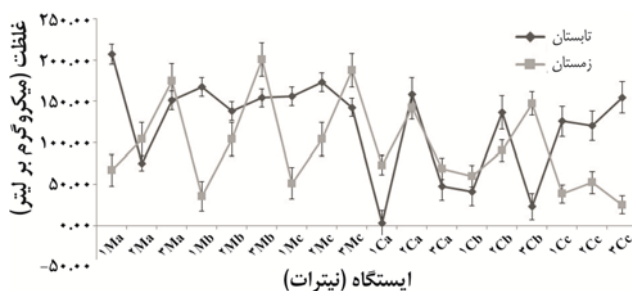 غلظت (میکروگرم بر لیتر)
۲۵۰.۰۰
۲۰۰.۰۰
۱۵۰.۰۰
۱۰۰.۰۰
۵۰.۰۰
۰.۰۰
-۵۰.۰۰
تابستان
زمستان
۱Ma
۲Ma
۳Ma
۱Mb
۲Mb
۳Mb
۱Mc
۲Mc
۳Mc
۱Ca
۲Ca
۳Ca
۱Cb
۲Cb
۳Cb
۱Cc
۲Cc
۳Cc
ایستگاه (نیترات)